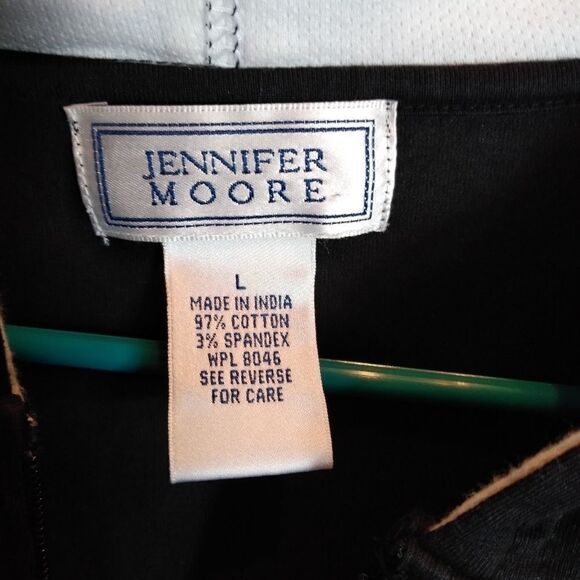 JENNIFER
MOORE
L
MADE IN INDIA
97% COTTON
3% SPANDEX
WPL 8046
SEE REVERSE
FOR CARE